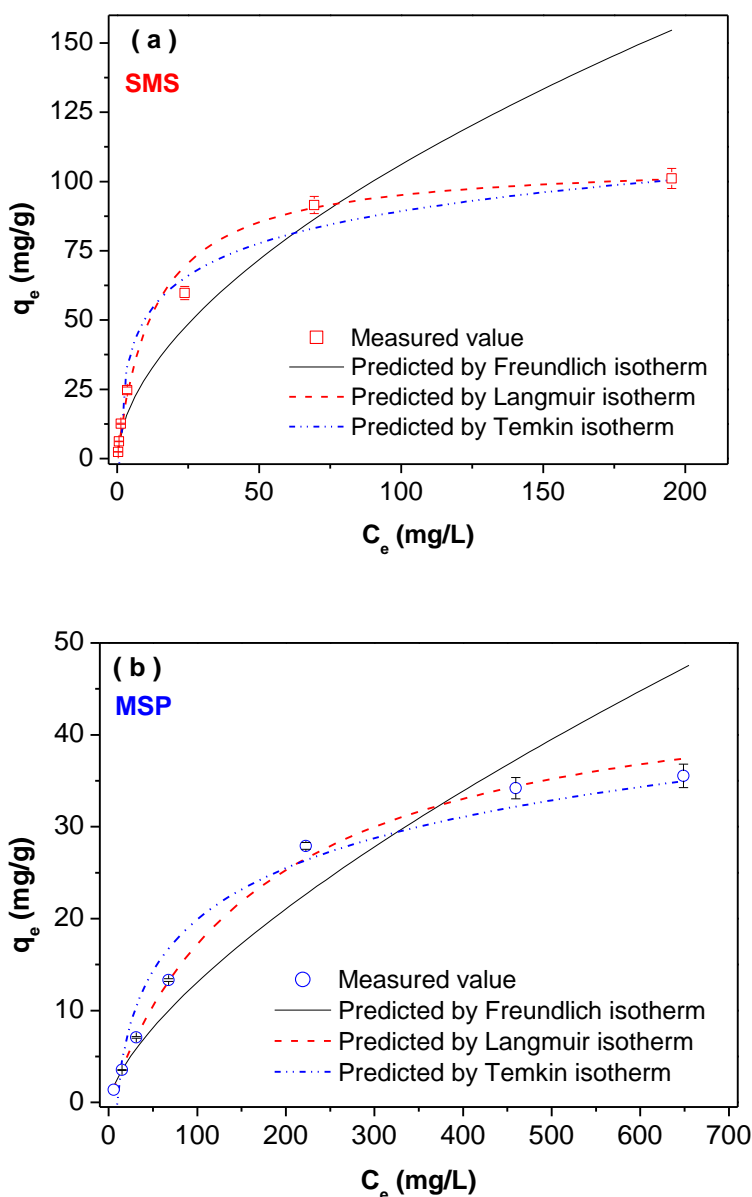 ( a )
SMS
150
125
100
75
50
25
0
q_e (mg/g)
Measured value
Predicted by Freundlich isotherm
Predicted by Langmuir isotherm
Predicted by Temkin isotherm
0 50 100 150 200
C_e (mg/L)
( b )
MSP
50
40
30
20
10
0
q_e (mg/g)
Measured value
Predicted by Freundlich isotherm
Predicted by Langmuir isotherm
Predicted by Temkin isotherm
0 100 200 300 400 500 600 700
C_e (mg/L)